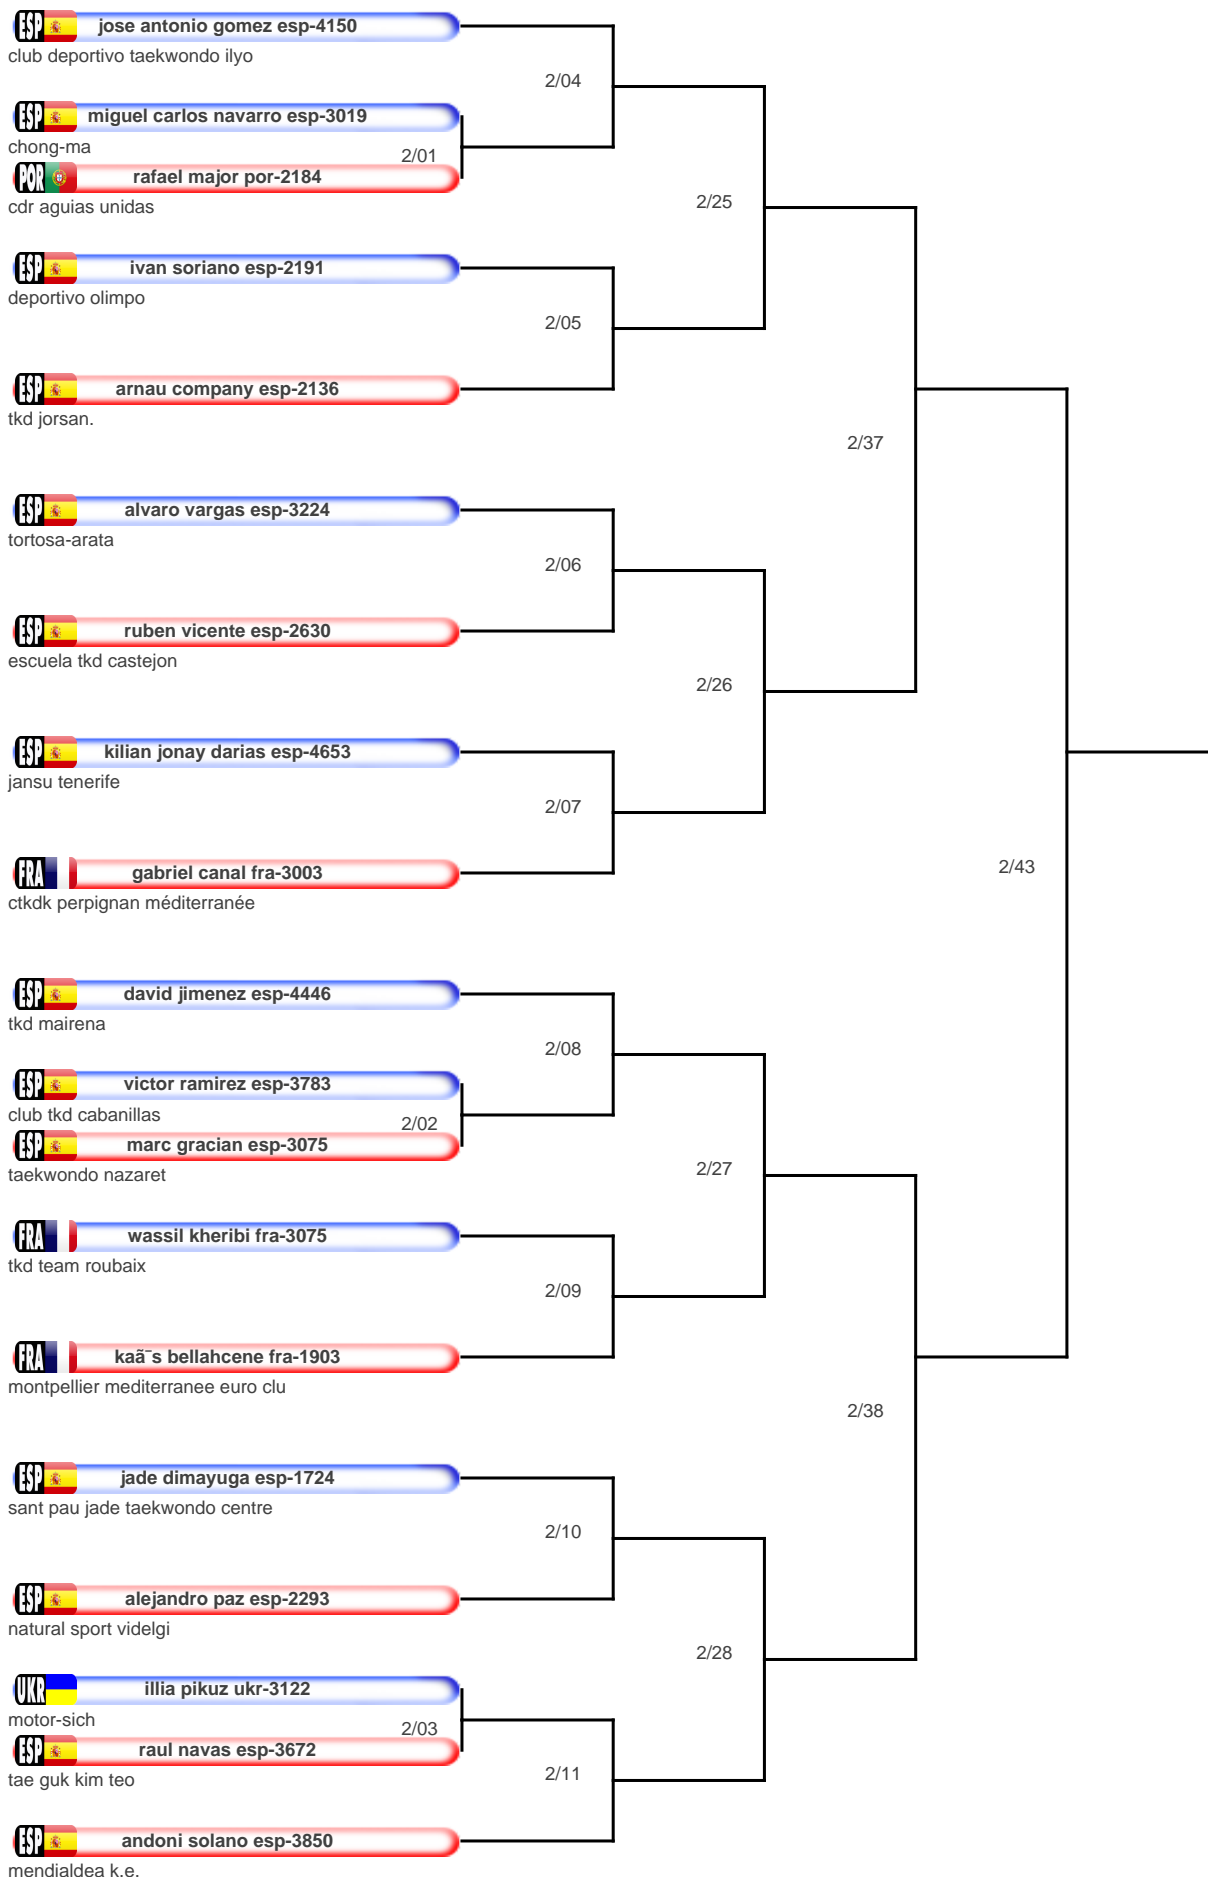 ESP jose antonio gomez esp-4150
club deportivo taekwondo ilyo
2/04
ESP miguel carlos navarro esp-3019
chong-ma
2/01
POR rafael major por-2184
cdr aguias unidas
2/25
ESP ivan soriano esp-2191
deportivo olimpo
2/05
ESP arnau company esp-2136
tkd jorsan.
2/37
ESP alvaro vargas esp-3224
tortosa-arata
2/06
ESP ruben vicente esp-2630
escuela tkd castejon
2/26
ESP kilian jonay darias esp-4653
jansu tenerife
2/07
FRA gabriel canal fra-3003
ctkdk perpignan méditerranée
2/43
ESP david jimenez esp-4446
tkd mairena
2/08
ESP victor ramirez esp-3783
club tkd cabanillas
2/02
ESP marc gracian esp-3075
taekwondo nazaret
2/27
FRA wassil kheribi fra-3075
tkd team roubaix
2/09
FRA kaã¯s bellahcene fra-1903
montpellier mediterranee euro clu
2/38
ESP jade dimayuga esp-1724
sant pau jade taekwondo centre
2/10
ESP alejandro paz esp-2293
natural sport videlgi
2/28
UKR illia pikuz ukr-3122
motor-sich
2/03
ESP raul navas esp-3672
tae guk kim teo
2/11
ESP andoni solano esp-3850
mendialdea k.e.